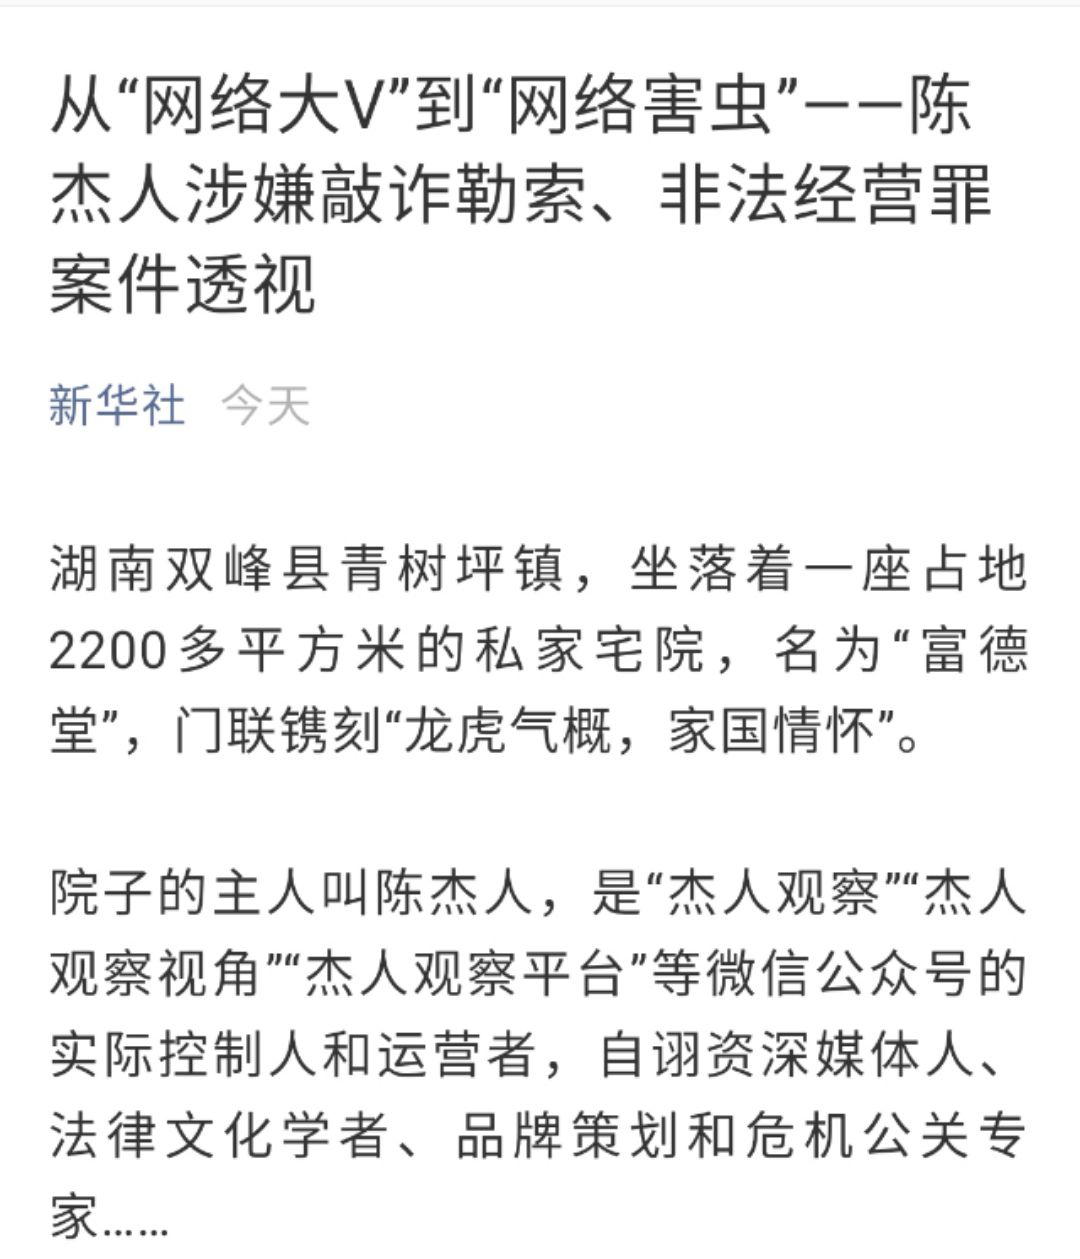 从“网络大V”到“网络害虫”——陈
杰人涉嫌敲诈勒索、非法经营罪
案件透视
新华社 今天
湖南双峰县青树坪镇，坐落着一座占地
2200多平方米的私家宅院，名为“富德
堂”，门联镌刻“龙虎气概，家国情怀”。
院子的主人叫陈杰人，是“杰人观察”“杰人
观察视角”“杰人观察平台”等微信公众号的
实际控制人和运营者，自诩资深媒体人、
法律文化学者、品牌策划和危机公关专
家……